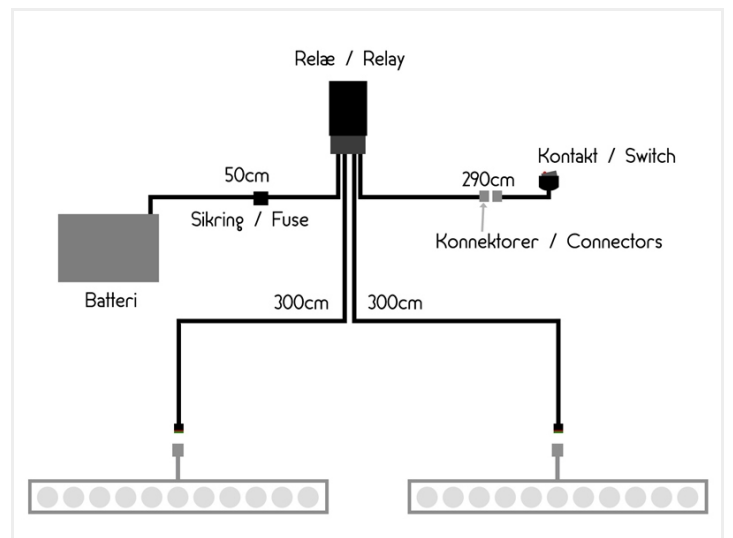 Relæ / Relay
Kontakt / Switch
50cm
290cm
Sikring / Fuse
Konnektorer / Connectors
Batteri
300cm
300cm